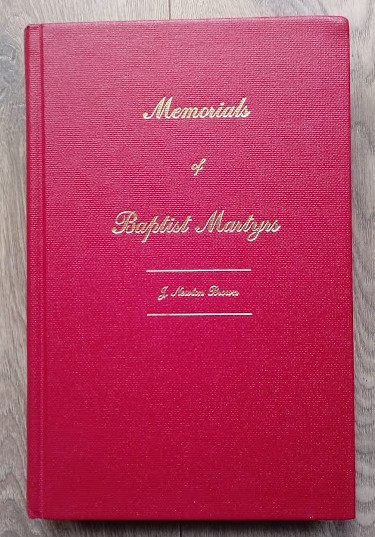 Memorials
of
Baptist Martyrs
J. Newton Brown